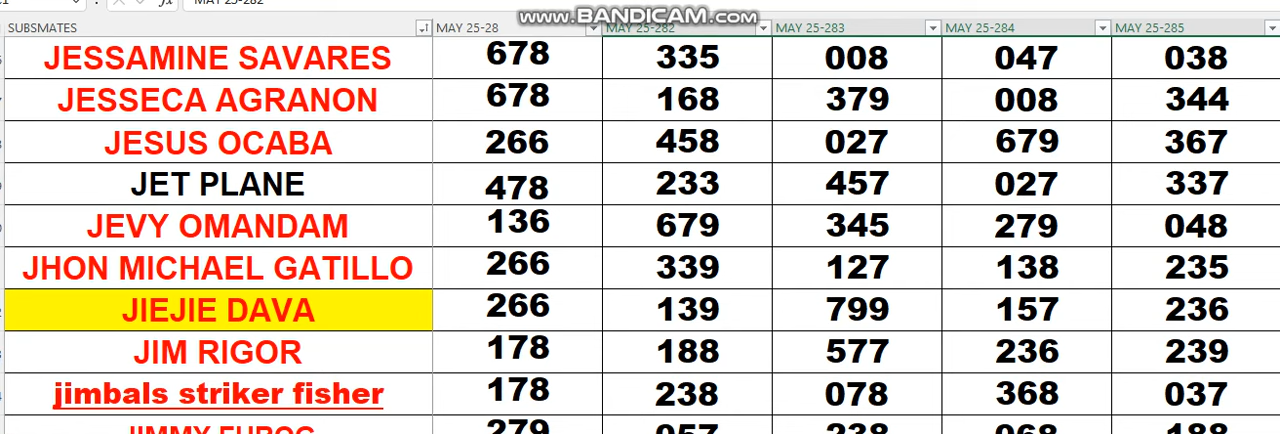 MAY 25-282
www.BANDICAM.com
SUBSMATES MAY 25-28 MAY 25-282 MAY 25-283 MAY 25-284 MAY 25-285
JESSAMINE SAVARES 678 335 008 047 038
JESSECA AGRANON 678 168 379 008 344
JESUS OCABA 266 458 027 679 367
JET PLANE 478 233 457 027 337
JEVY OMANDAM 136 679 345 279 048
JHON MICHAEL GATILLO 266 339 127 138 235
JIEJIE DAVA 266 139 799 157 236
JIM RIGOR 178 188 577 236 239
jimbals striker fisher 178 238 078 368 037
JIMMY 279 057 238 068 188